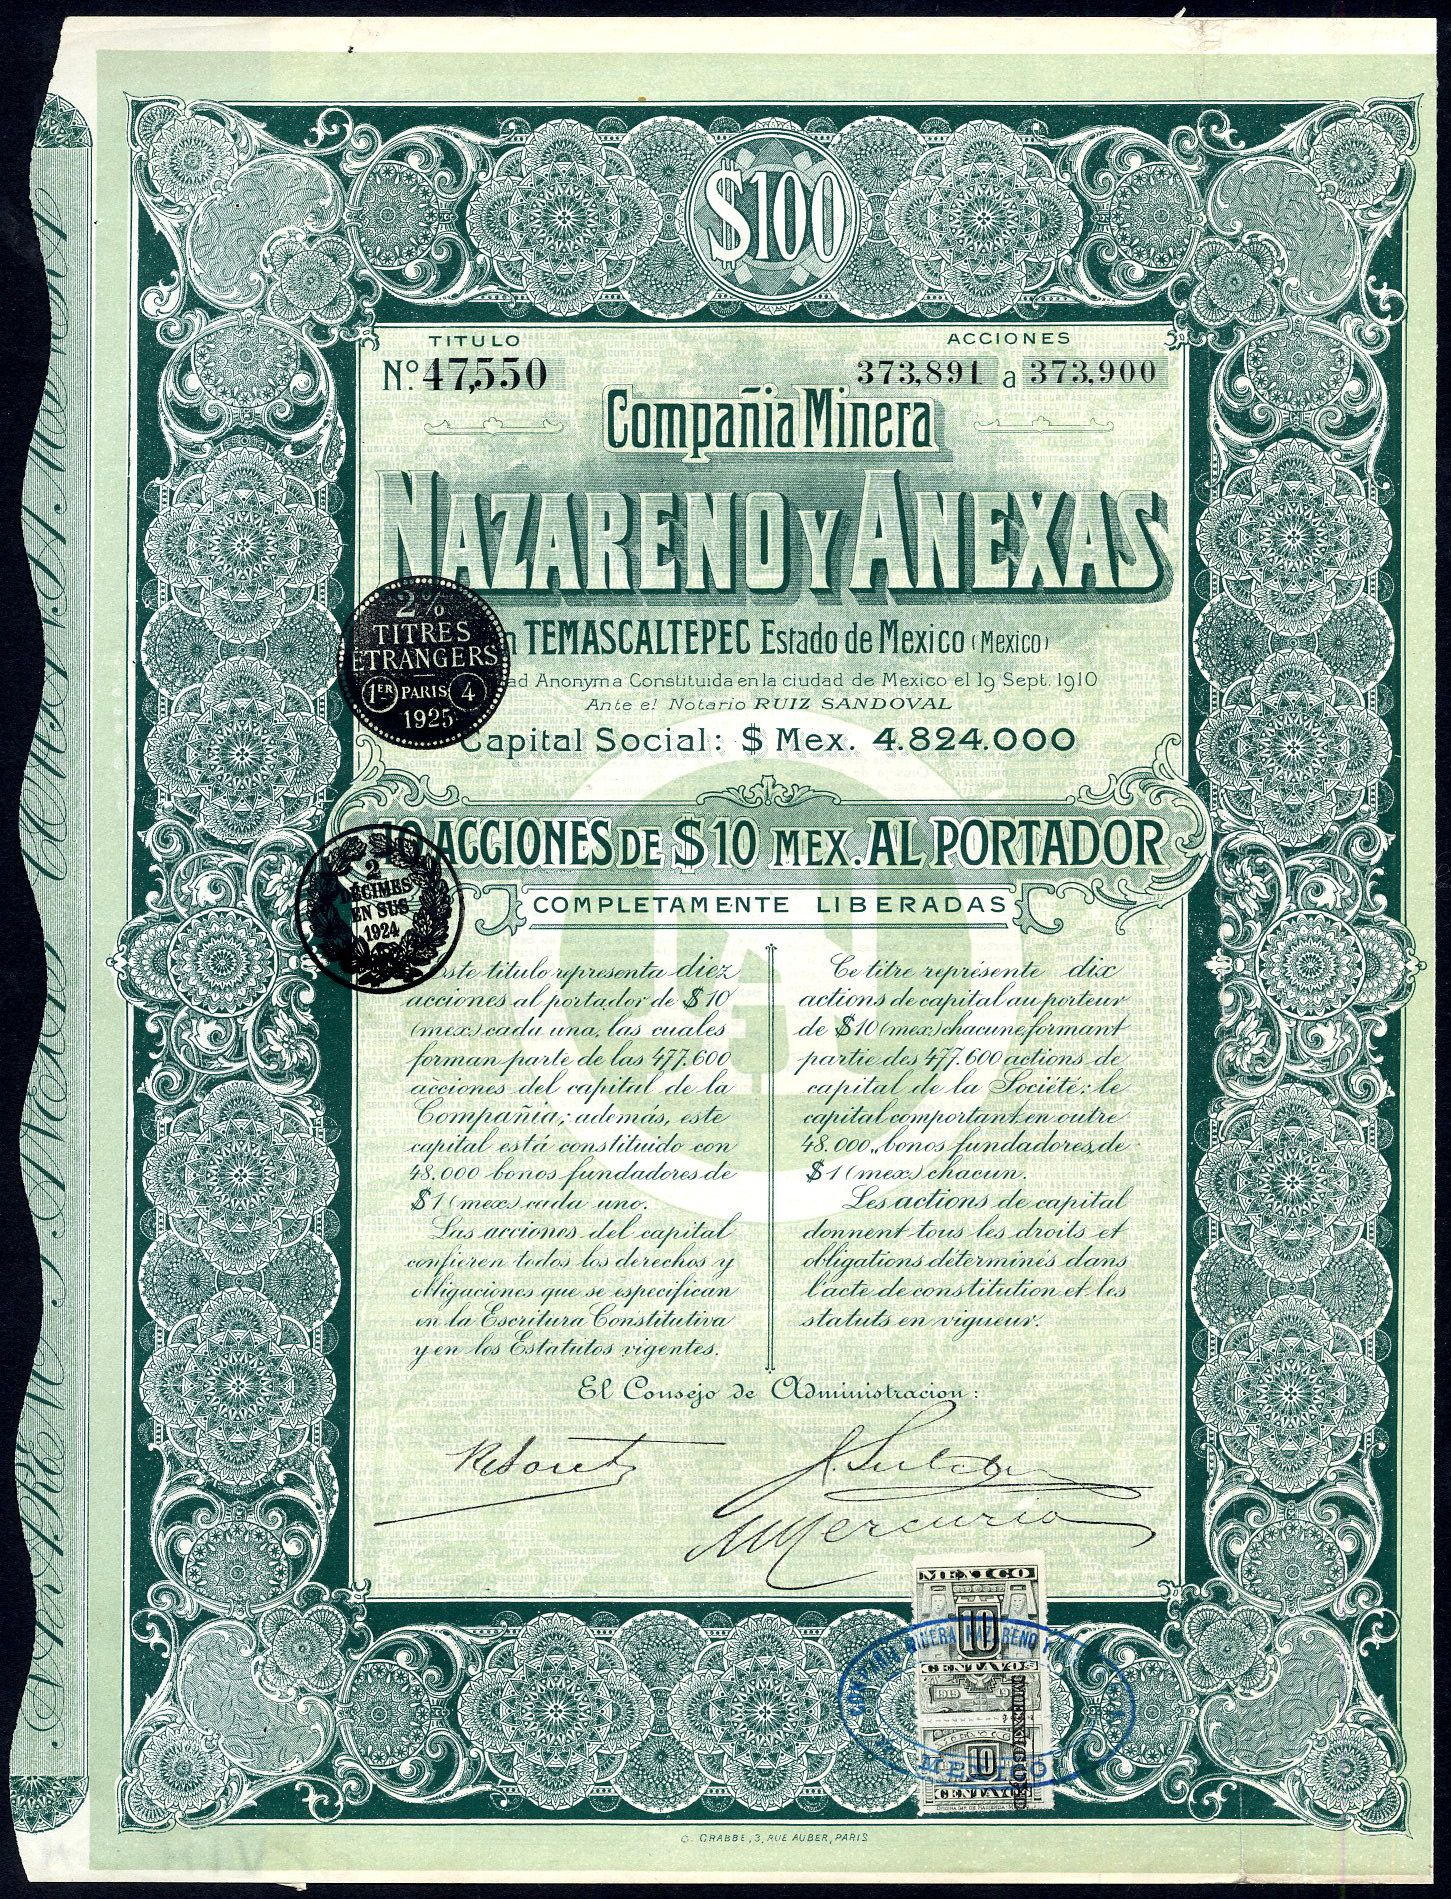 $100
TITULO
ACCIONES
Nº 47,550
373,891 a 373,900
Compañia Minera
NAZARENO Y ANEXAS
TEMASCALTEPEC Estado de Mexico (Mexico)
Anonyma Constituida en la ciudad de Mexico el 19 Sept. 1910
Ante el Notario RUIZ SANDOVAL
Capital Social: $ Mex. 4.824.000
2%
TITRES
ETRANGERS
1ER PARIS 4
1925
10 ACCIONES DE $10 MEX. AL PORTADOR
COMPLETAMENTE LIBERADAS
2
DÉCIMES
EN SUS
1924
Este titulo representa diez
acciones al portador de $10
(mex.) cada una, las cuales
forman parte de las 477.600
acciones del capital de la
Compañia; además, este
capital está constituido con
48.000 bonos fundadores de
$1 (mex.) cada uno.
Las acciones del capital
confieren todos los derechos y
obligaciones que se especifican
en la Escritura Constitutiva
y en los Estatutos vigentes.
Ce titre représente dix
actions de capital au porteur
de $10 (mex.) chacune, formant
partie des 477.600 actions de
capital de la Société; le
capital comportant en outre
48.000 bonos fundadores de
$1 (mex.) chacun.
Les actions de capital
donnent tous les droits et
obligations déterminés dans
l'acte de constitution et les
statuts en vigueur.
El Consejo de Administracion:
Mercurio
MEXICO
10
CENTAVOS
1919
10
CENTAVOS
COMPAÑIA MINERA NAZARENO Y
MEXICO
C. CRABBE, 3, RUE AUBER, PARIS